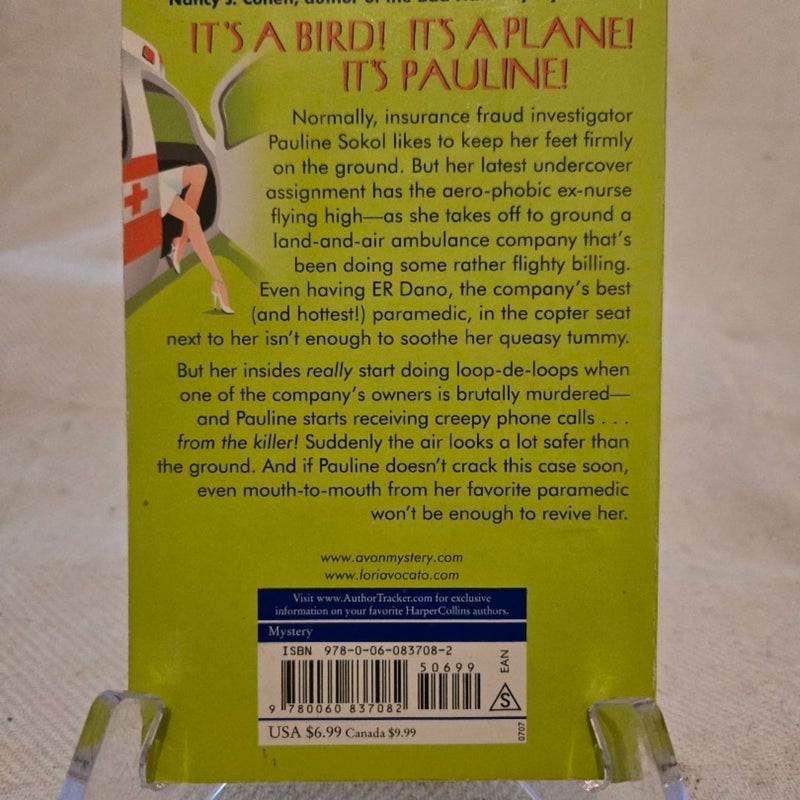 Nancy J. Cohen, author of the Bad
IT'S A BIRD! IT'S A PLANE!
IT'S PAULINE!
Normally, insurance fraud investigator
Pauline Sokol likes to keep her feet firmly
on the ground. But her latest undercover
assignment has the aero-phobic ex-nurse
flying high—as she takes off to ground a
land-and-air ambulance company that's
been doing some rather flighty billing.
Even having ER Dano, the company's best
(and hottest!) paramedic, in the copter seat
next to her isn't enough to soothe her queasy tummy.
But her insides really start doing loop-de-loops when
one of the company's owners is brutally murdered—
and Pauline starts receiving creepy phone calls . . .
from the killer! Suddenly the air looks a lot safer than
the ground. And if Pauline doesn't crack this case soon,
even mouth-to-mouth from her favorite paramedic
won't be enough to revive her.
www.avonmystery.com
www.loriavocato.com
Visit www.AuthorTracker.com for exclusive
information on your favorite HarperCollins authors.
Mystery
ISBN 978-0-06-083708-2
50699
EAN
S
9 780060 837082
USA $6.99 Canada $9.99
0707